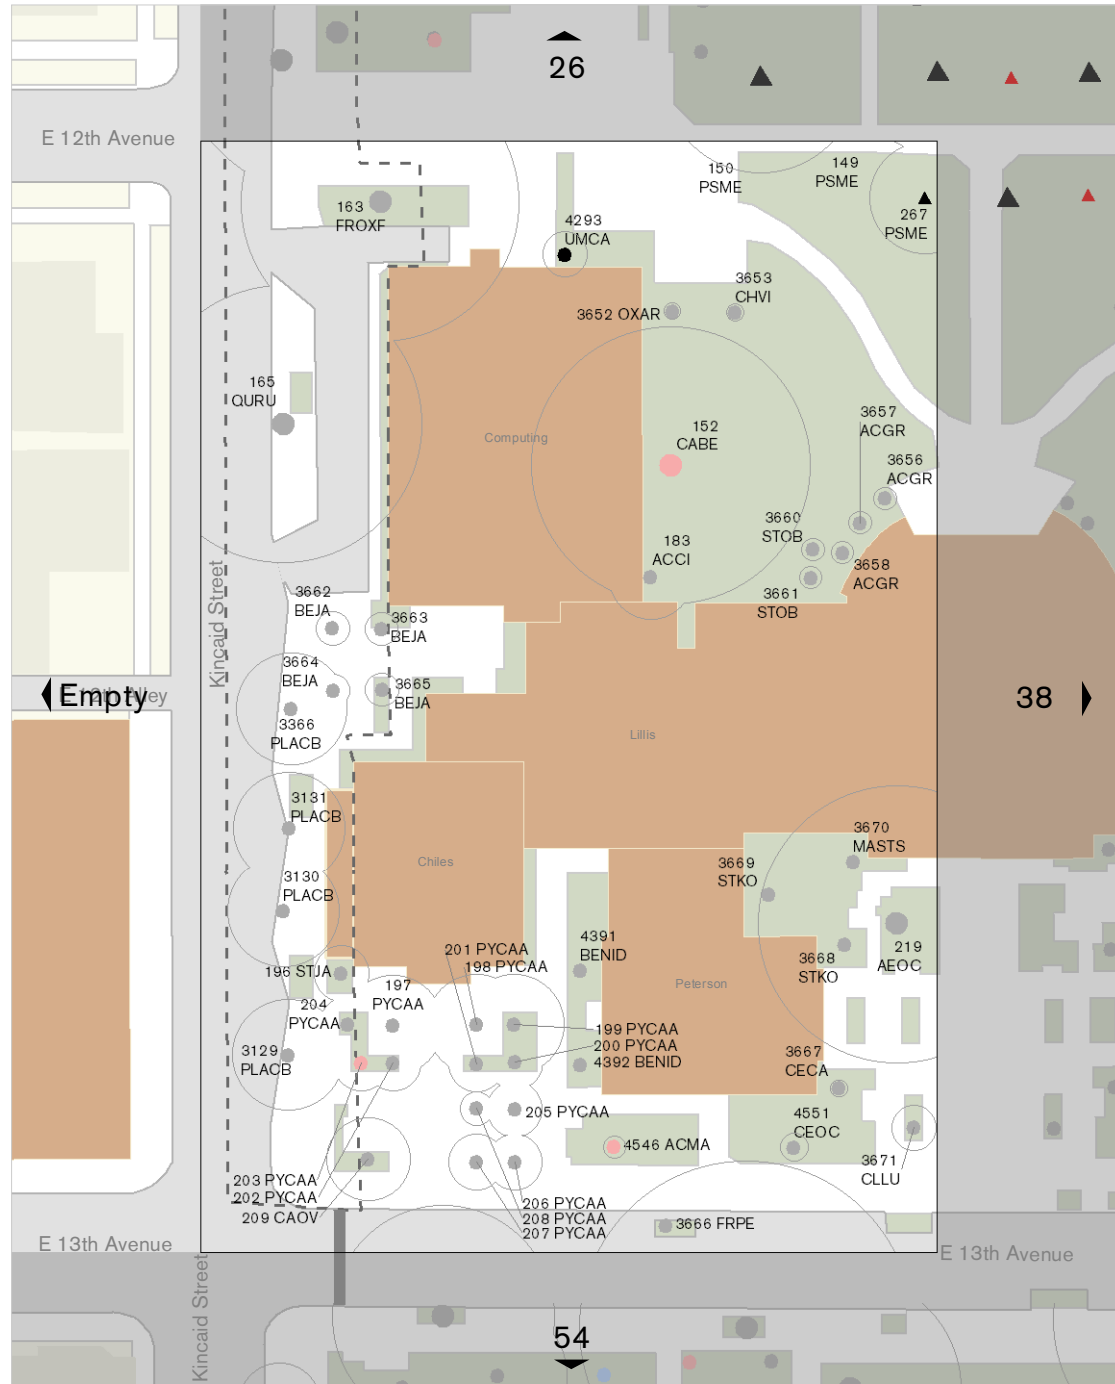 26
E 12th Avenue
150
PSME
149
PSME
163
FROXF
4293
UMCA
267
PSME
3653
CHVI
3652 OXAR
165
QURU
3657
ACGR
152
CABE
Computing
3656
ACGR
3660
STOB
183
ACCI
3658
ACGR
3661
STOB
Kincaid Street
3662
BEJA
3663
BEJA
3664
BEJA
3665
BEJA
E 12th Alley
Empty
38
3366
PLACB
Lillis
3131
PLACB
3670
MASTS
Chiles
3669
STKO
3130
PLACB
201 PYCAA
198 PYCAA
4391
BENID
219
AEOC
3668
STKO
196 STJA
197
PYCAA
Peterson
204
PYCAA
199 PYCAA
200 PYCAA
4392 BENID
3129
PLACB
3667
CECA
205 PYCAA
4551
CEOC
4546 ACMA
3671
CLLU
203 PYCAA
202 PYCAA
209 CAOV
206 PYCAA
208 PYCAA
207 PYCAA
3666 FRPE
E 13th Avenue
E 13th Avenue
Kincaid Street
54